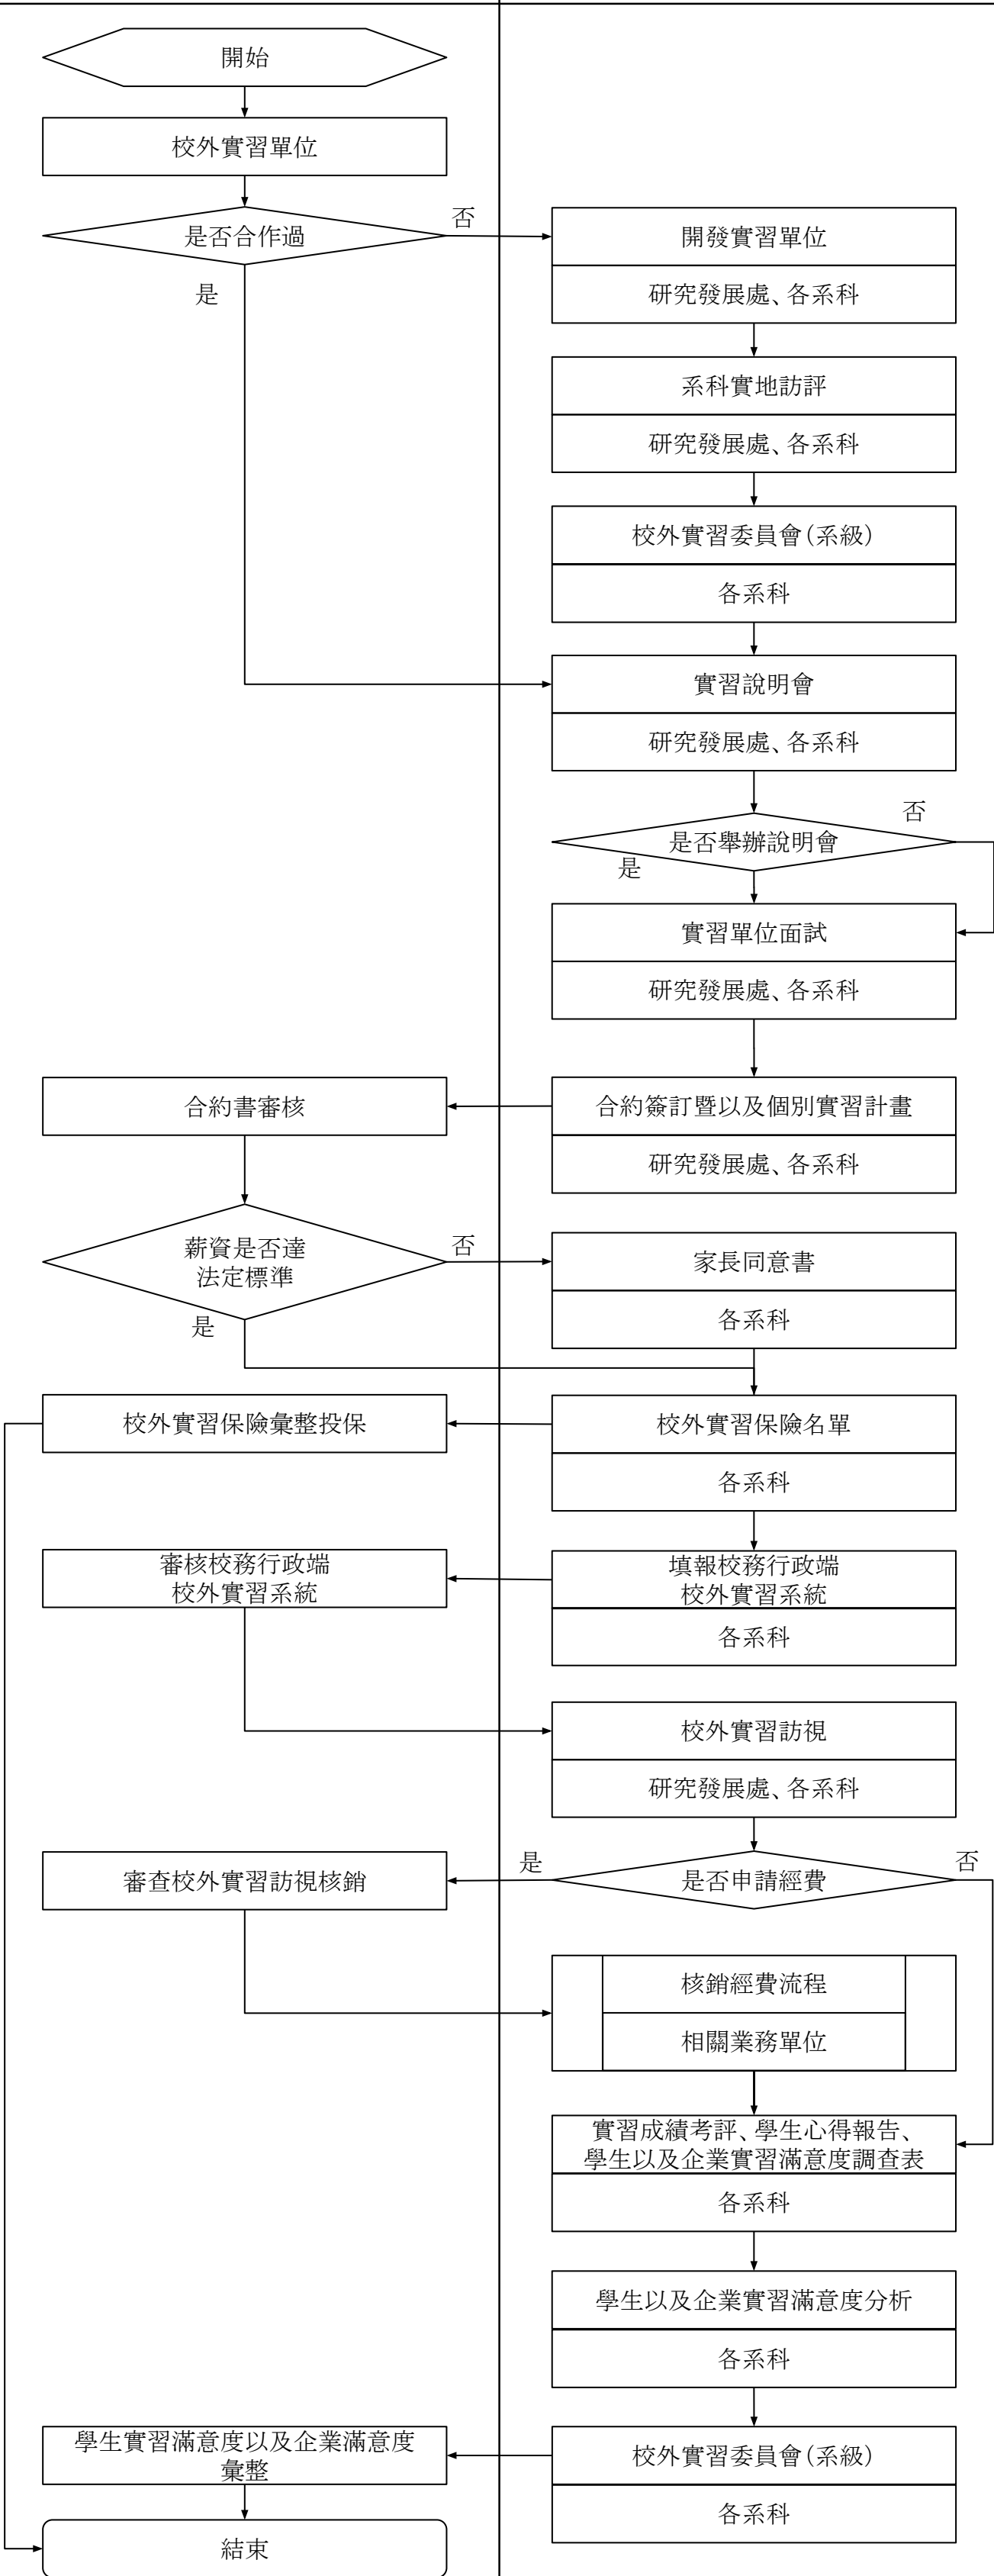 開始
校外實習單位
是否合作過
否
是
開發實習單位
研究發展處、各系科
系科實地訪評
研究發展處、各系科
校外實習委員會(系級)
各系科
實習說明會
研究發展處、各系科
是否舉辦說明會
否
是
實習單位面試
研究發展處、各系科
合約簽訂暨以及個別實習計畫
研究發展處、各系科
合約書審核
薪資是否達
法定標準
否
是
家長同意書
各系科
校外實習保險名單
各系科
校外實習保險彙整投保
填報校務行政端
校外實習系統
各系科
審核校務行政端
校外實習系統
校外實習訪視
研究發展處、各系科
是否申請經費
是
否
審查校外實習訪視核銷
核銷經費流程
相關業務單位
實習成績考評、學生心得報告、
學生以及企業實習滿意度調查表
各系科
學生以及企業實習滿意度分析
各系科
校外實習委員會(系級)
各系科
學生實習滿意度以及企業滿意度
彙整
結束